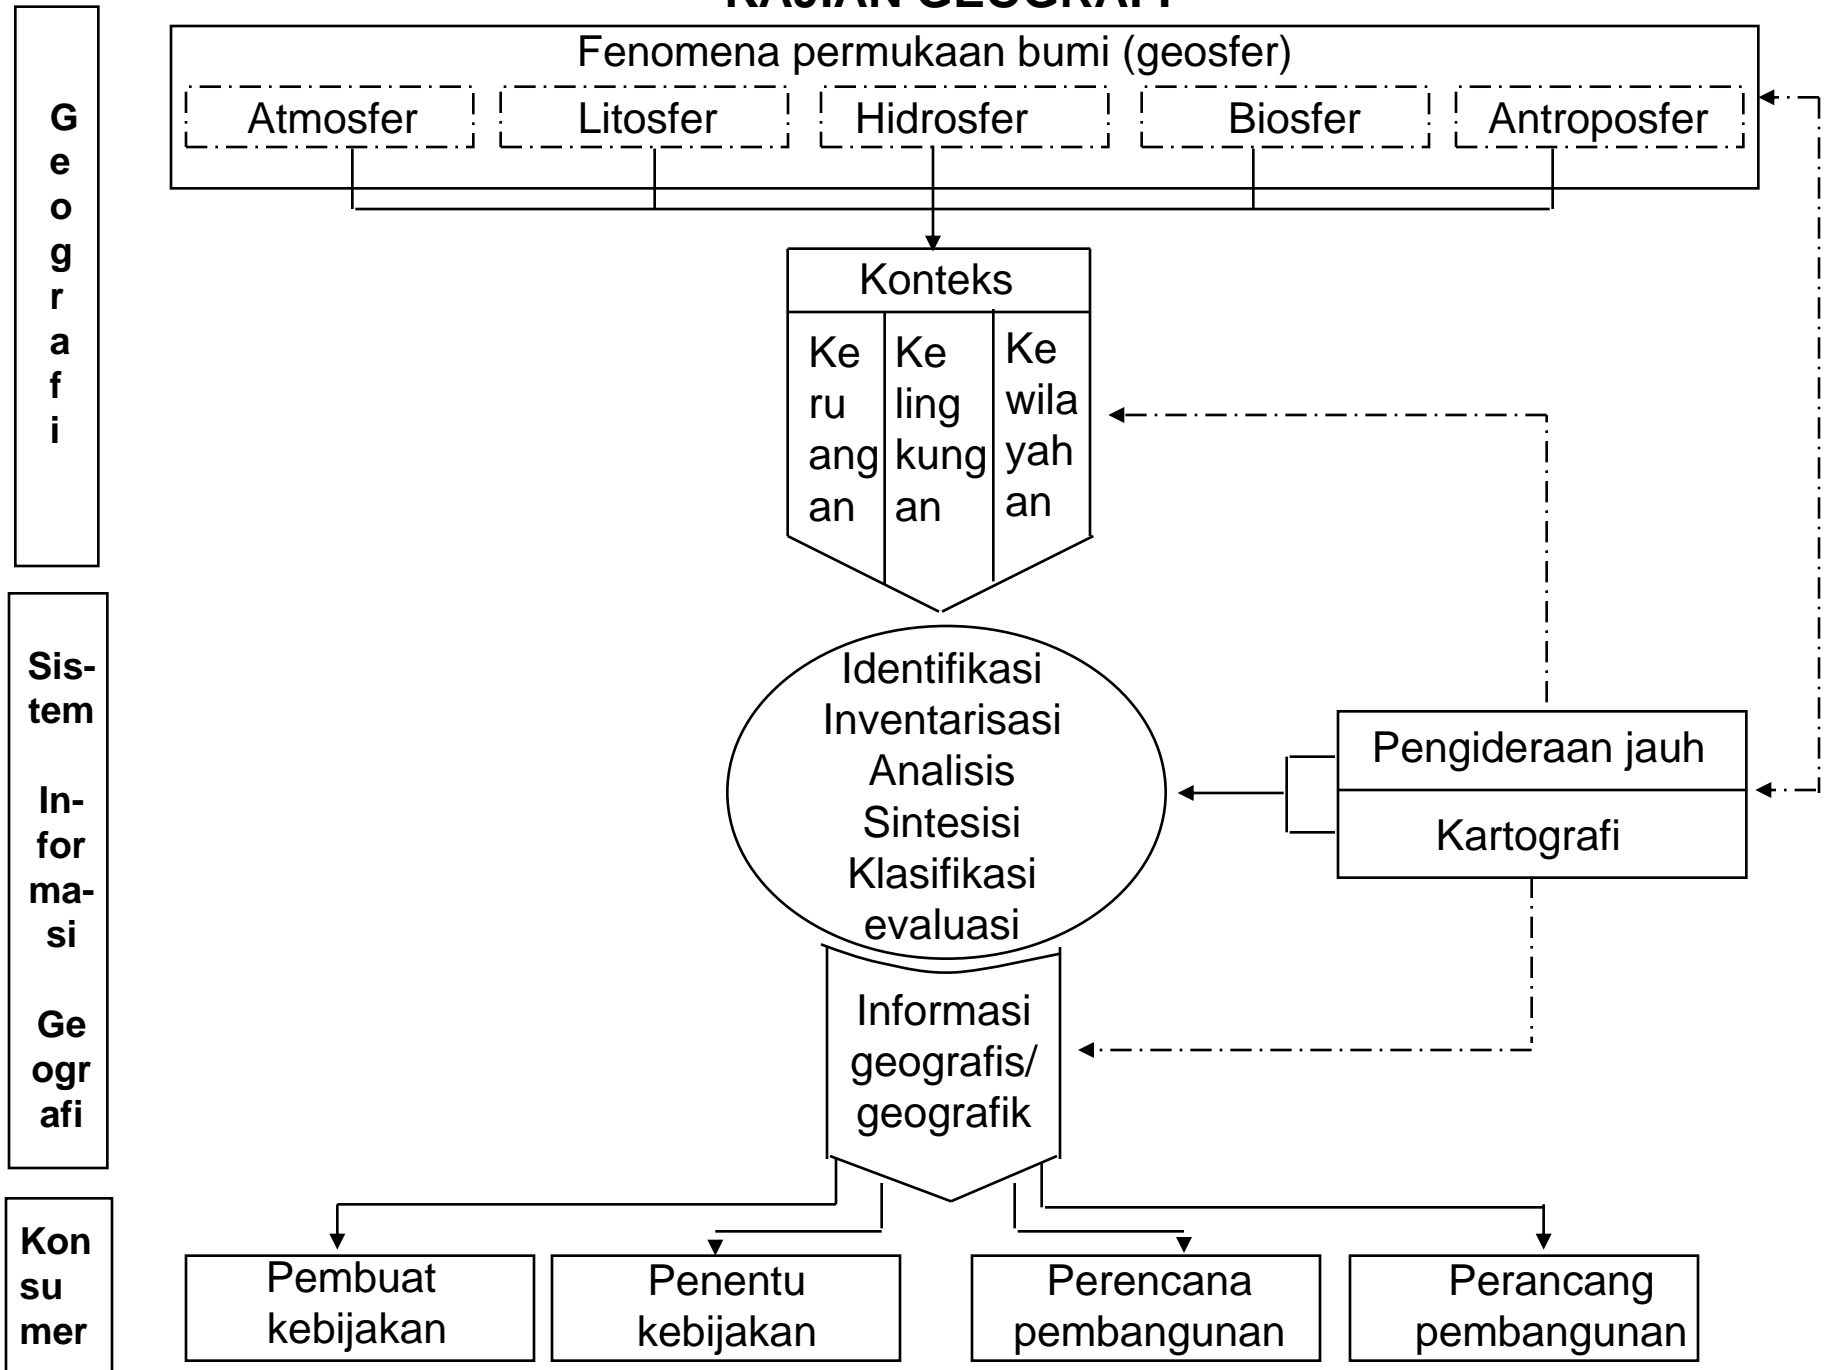 KAJIAN GEOGRAFI
Fenomena permukaan bumi (geosfer)
Atmosfer
Litosfer
Hidrosfer
Biosfer
Antroposfer
G
e
o
g
r
a
f
i
Konteks
Ke
ru
ang
an
Ke
ling
kung
an
Ke
wila
yah
an
Sis-
tem
In-
for
ma-
si
Ge
ogr
afi
Identifikasi
Inventarisasi
Analisis
Sintesisi
Klasifikasi
evaluasi
Pengideraan jauh
Kartografi
Informasi
geografis/
geografik
Kon
su
mer
Pembuat
kebijakan
Penentu
kebijakan
Perencana
pembangunan
Perancang
pembangunan